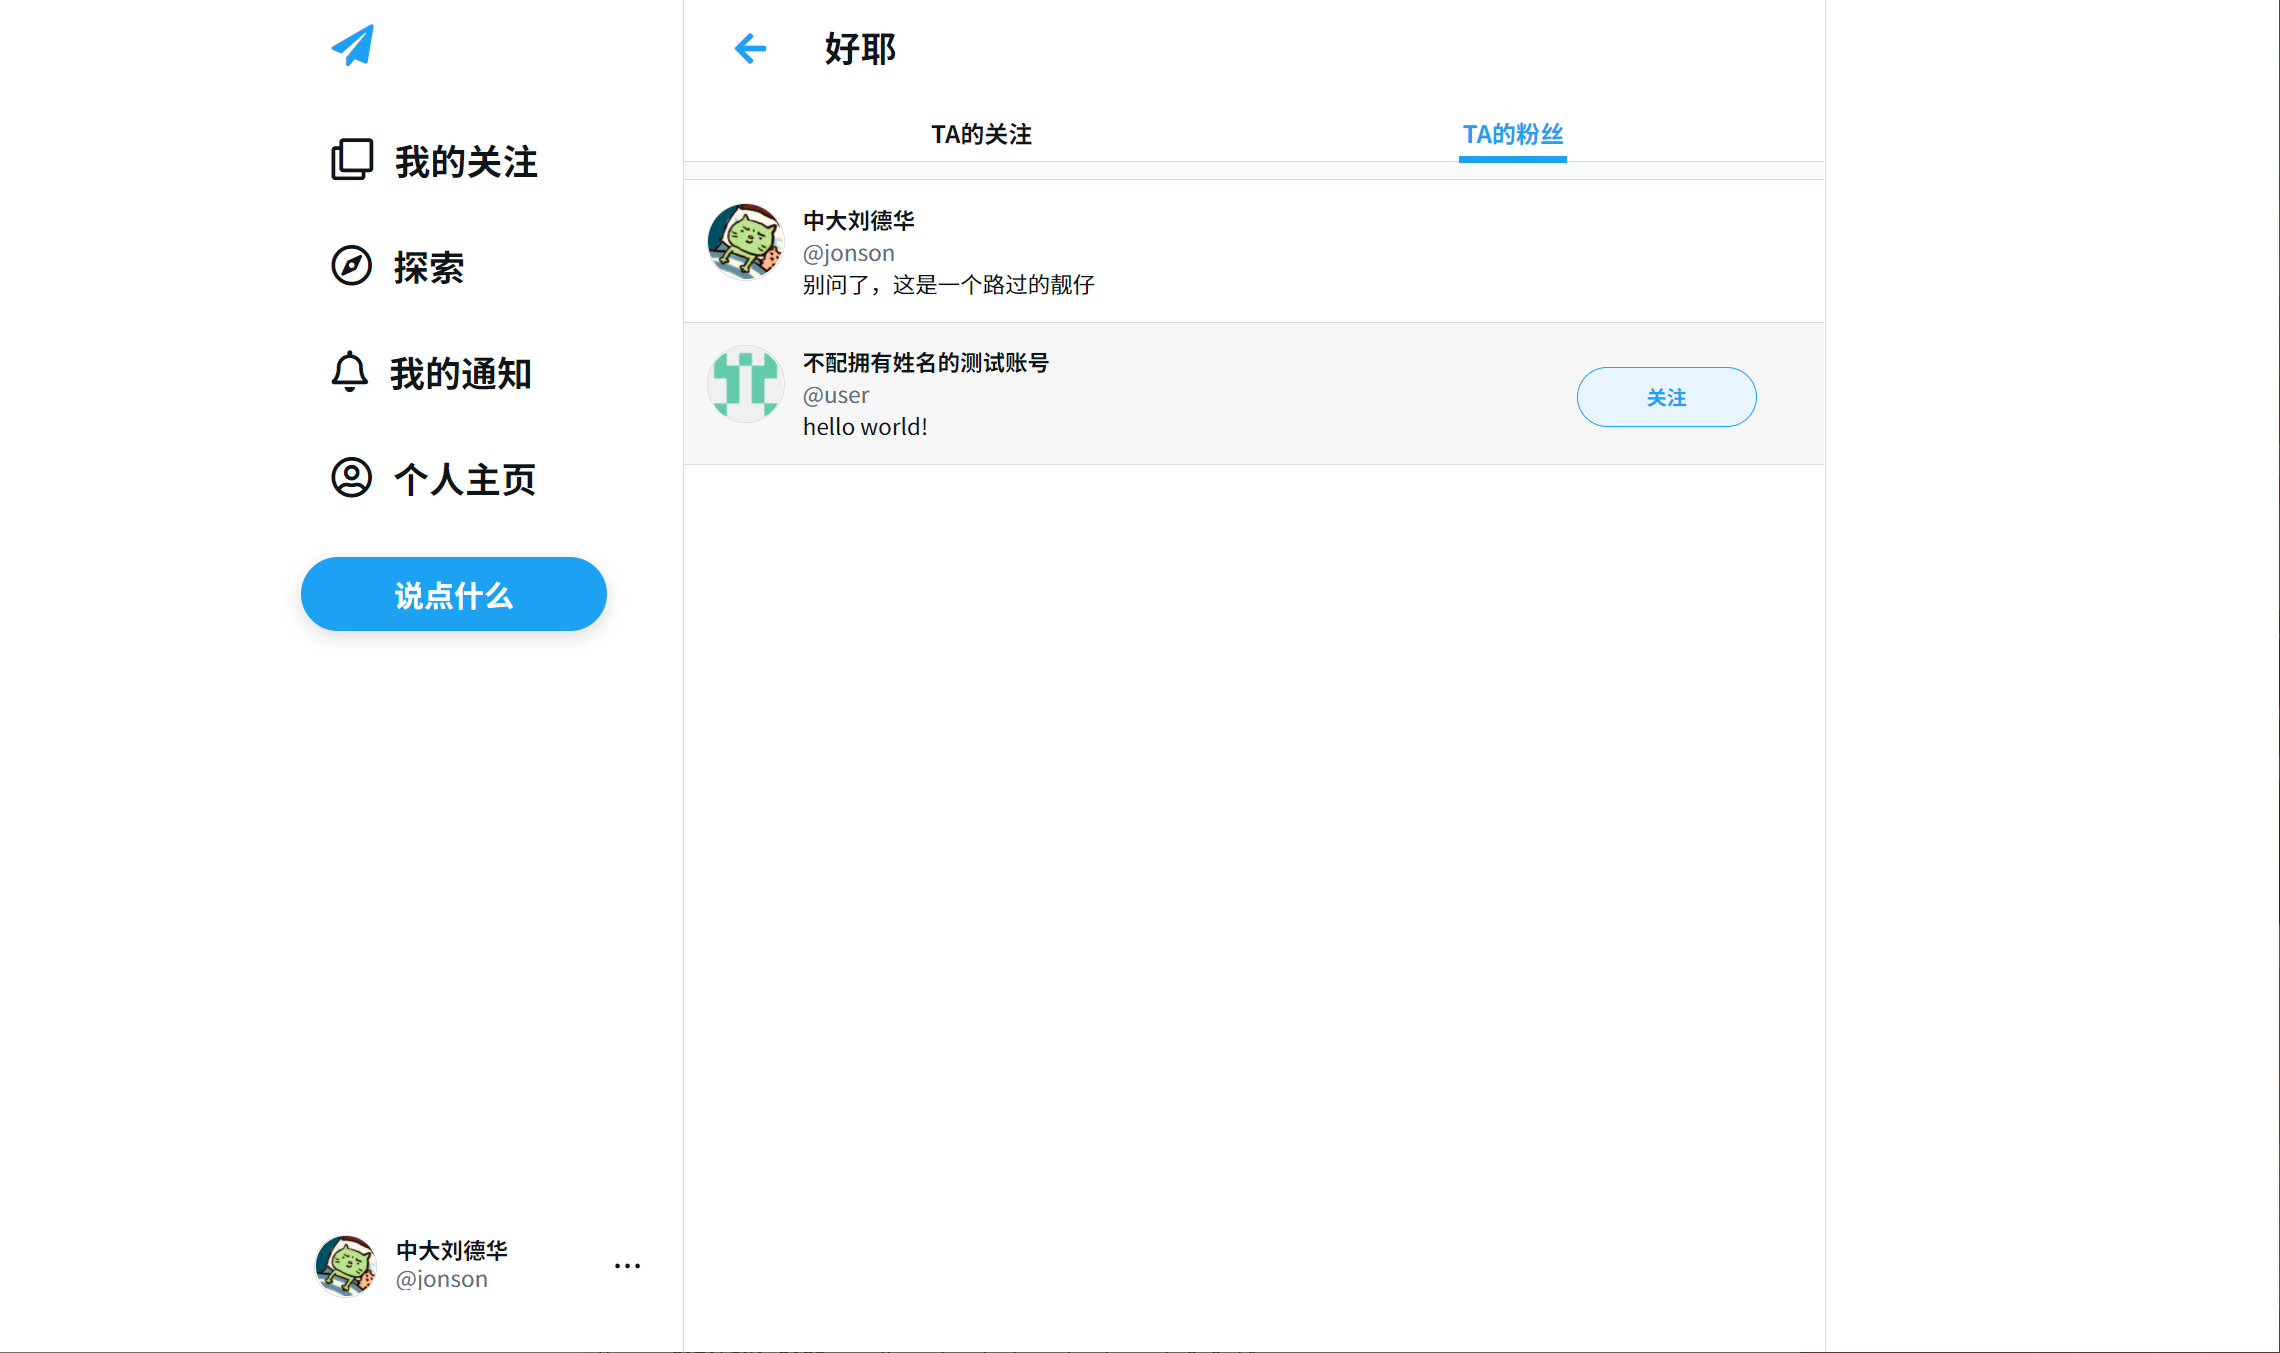 我的关注
探索
我的通知
个人主页
说点什么
中大刘德华
@jonson
好耶
TA的关注
TA的粉丝
中大刘德华
@jonson
别问了，这是一个路过的靓仔
不配拥有姓名的测试账号
@user
hello world!
关注